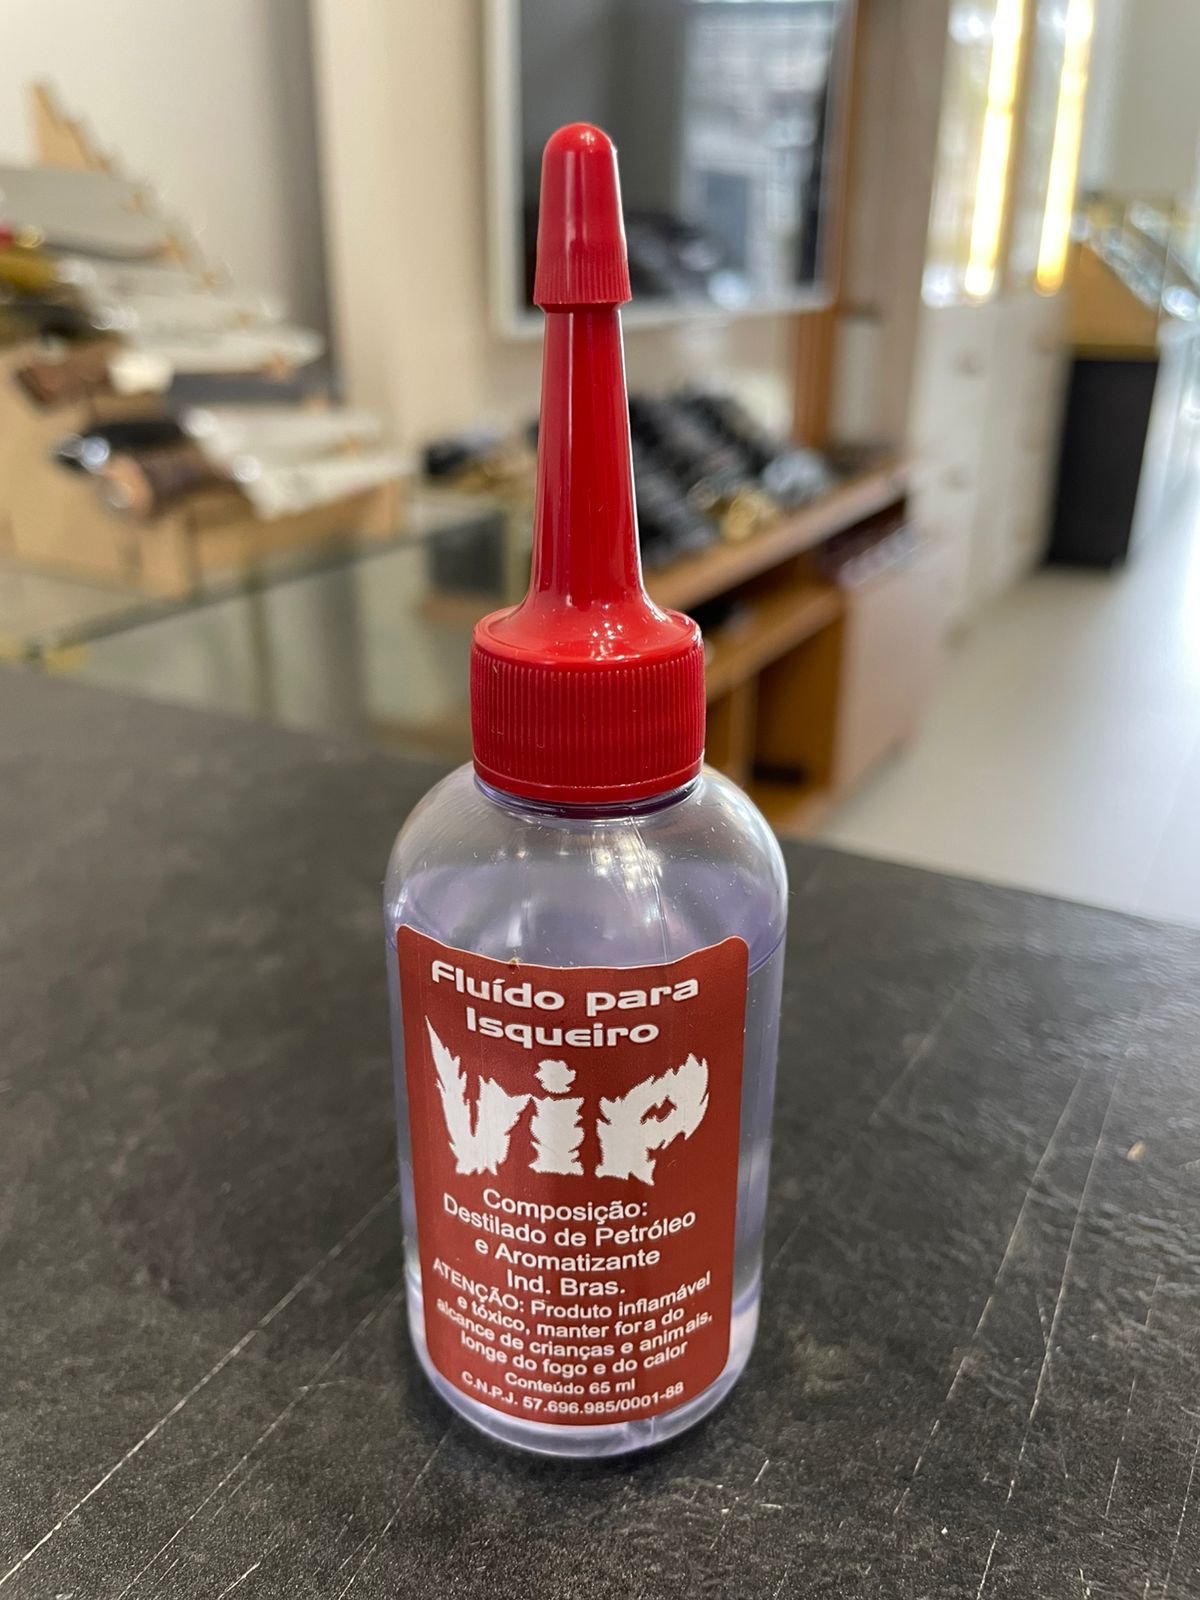 Fluído para
Isqueiro
vip
Composição:
Destilado de Petróleo
e Aromatizante
Ind. Bras.
ATENÇÃO: Produto inflamável
e tóxico, manter fora do
alcance de crianças e animais,
longe do fogo e do calor
Conteúdo 65 ml
C.N.P.J. 57.696.985/0001-88